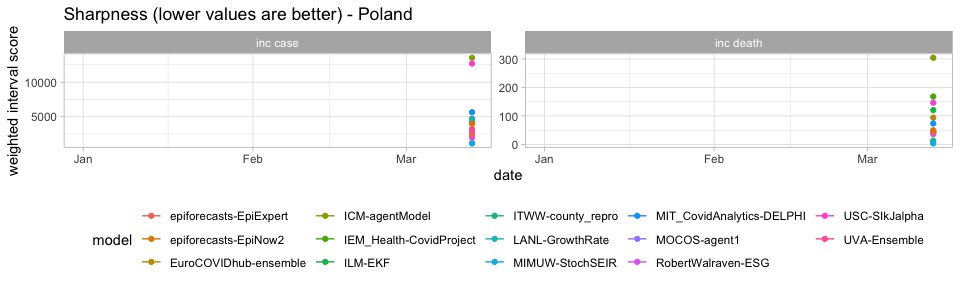 Sharpness (lower values are better) - Poland
inc case
inc death
weighted interval score
10000
5000
300
200
100
0
Jan
Feb
Mar
Jan
Feb
Mar
date
model
epiforecasts-EpiExpert
epiforecasts-EpiNow2
EuroCOVIDhub-ensemble
ICM-agentModel
IEM_Health-CovidProject
ILM-EKF
ITWW-county_repro
LANL-GrowthRate
MIMUW-StochSEIR
MIT_CovidAnalytics-DELPHI
MOCOS-agent1
RobertWalraven-ESG
USC-SIkJalpha
UVA-Ensemble